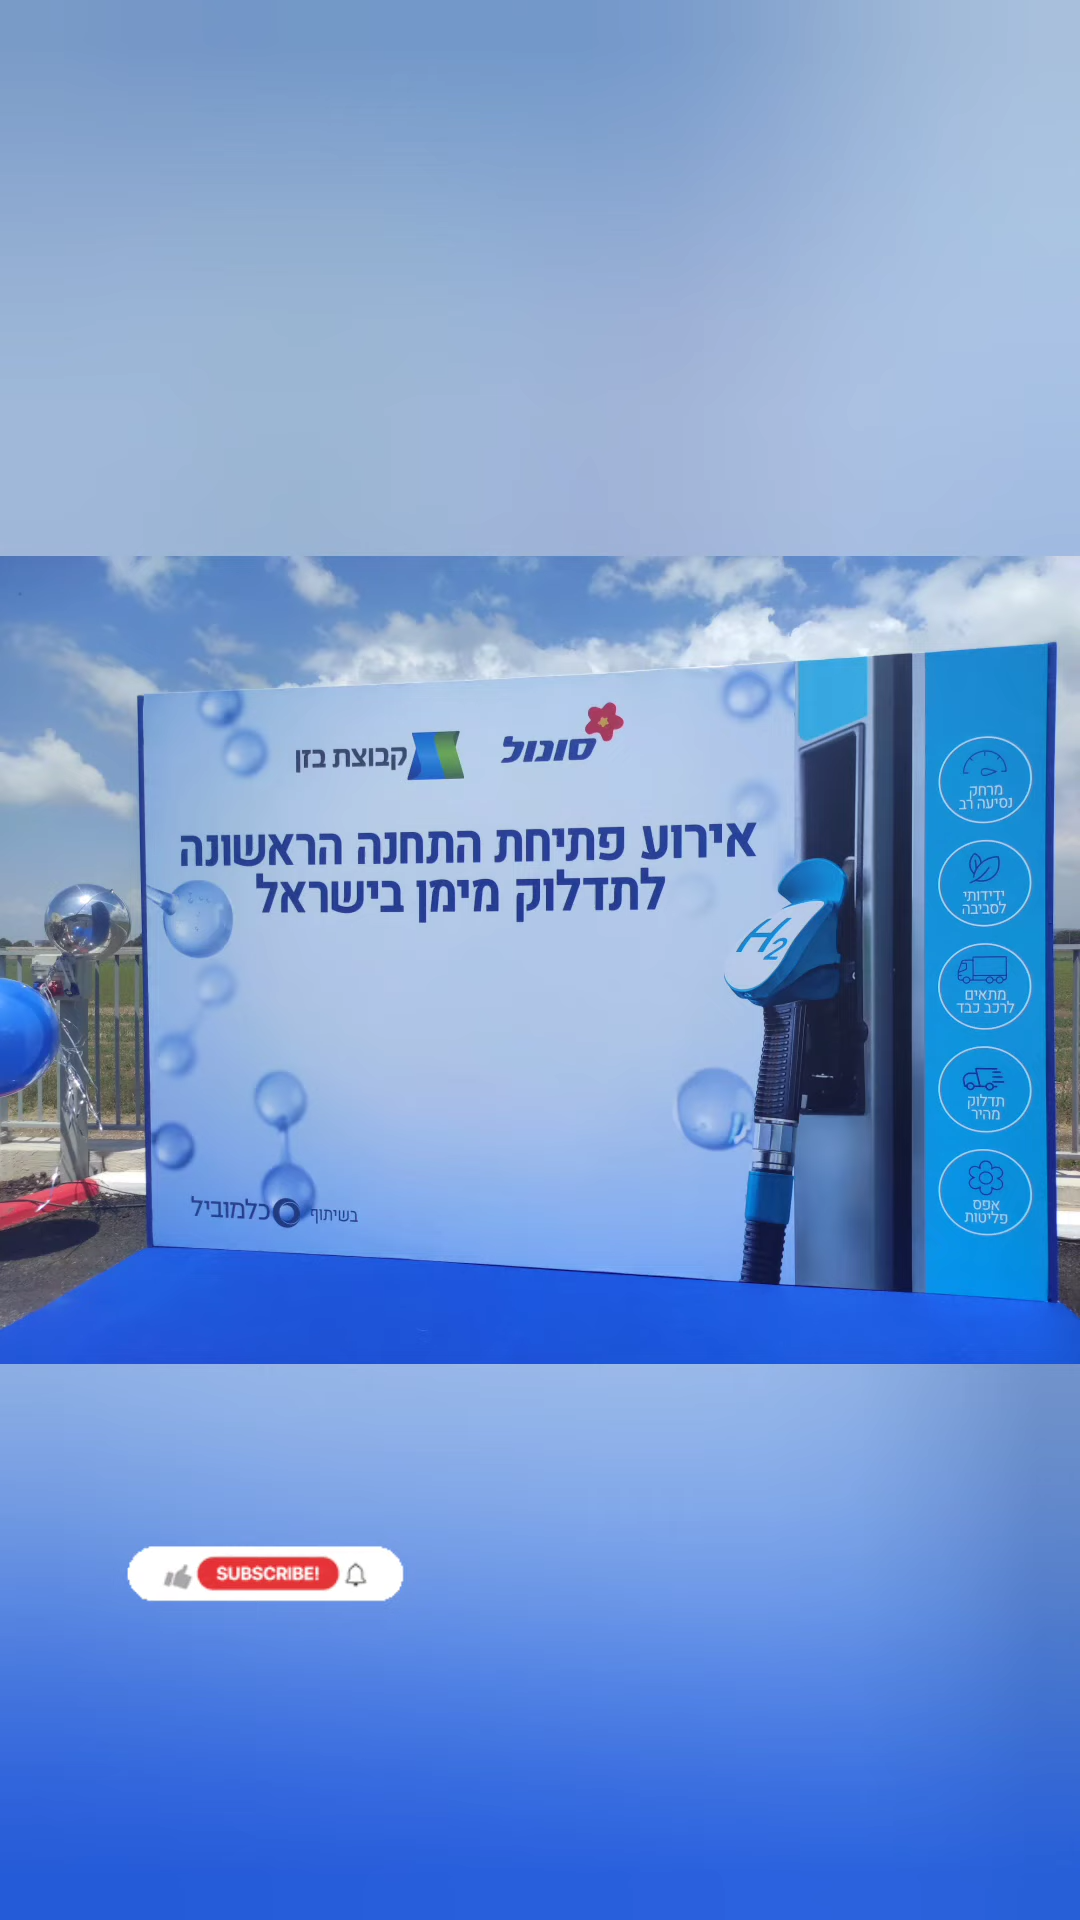 סונול
קבוצת בזן
אירוע פתיחת התחנה הראשונה
לתדלוק מימן בישראל
H2
מרחק
נסיעה רב
ידידותי
לסביבה
מתאים
לרכב כבד
תדלוק
מהיר
אפס
פליטות
בשיתוף כלמוביל
SUBSCRIBE!